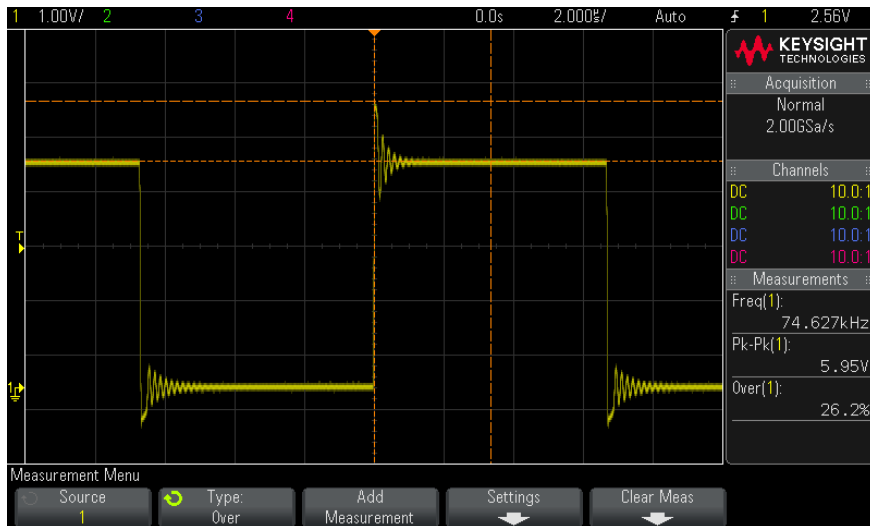 1 1.00V/ 2 3 4 0.0s 2.000µs/ Auto 1 2.56V
KEYSIGHT
TECHNOLOGIES
Acquisition
Normal
2.00GSa/s
Channels
DC 10.0:1
DC 10.0:1
DC 10.0:1
DC 10.0:1
Measurements
Freq(1):
74.627kHz
Pk-Pk(1):
5.95V
Over(1):
26.2%
T
1
Measurement Menu
Source
1
Type:
Over
Add
Measurement
Settings
Clear Meas